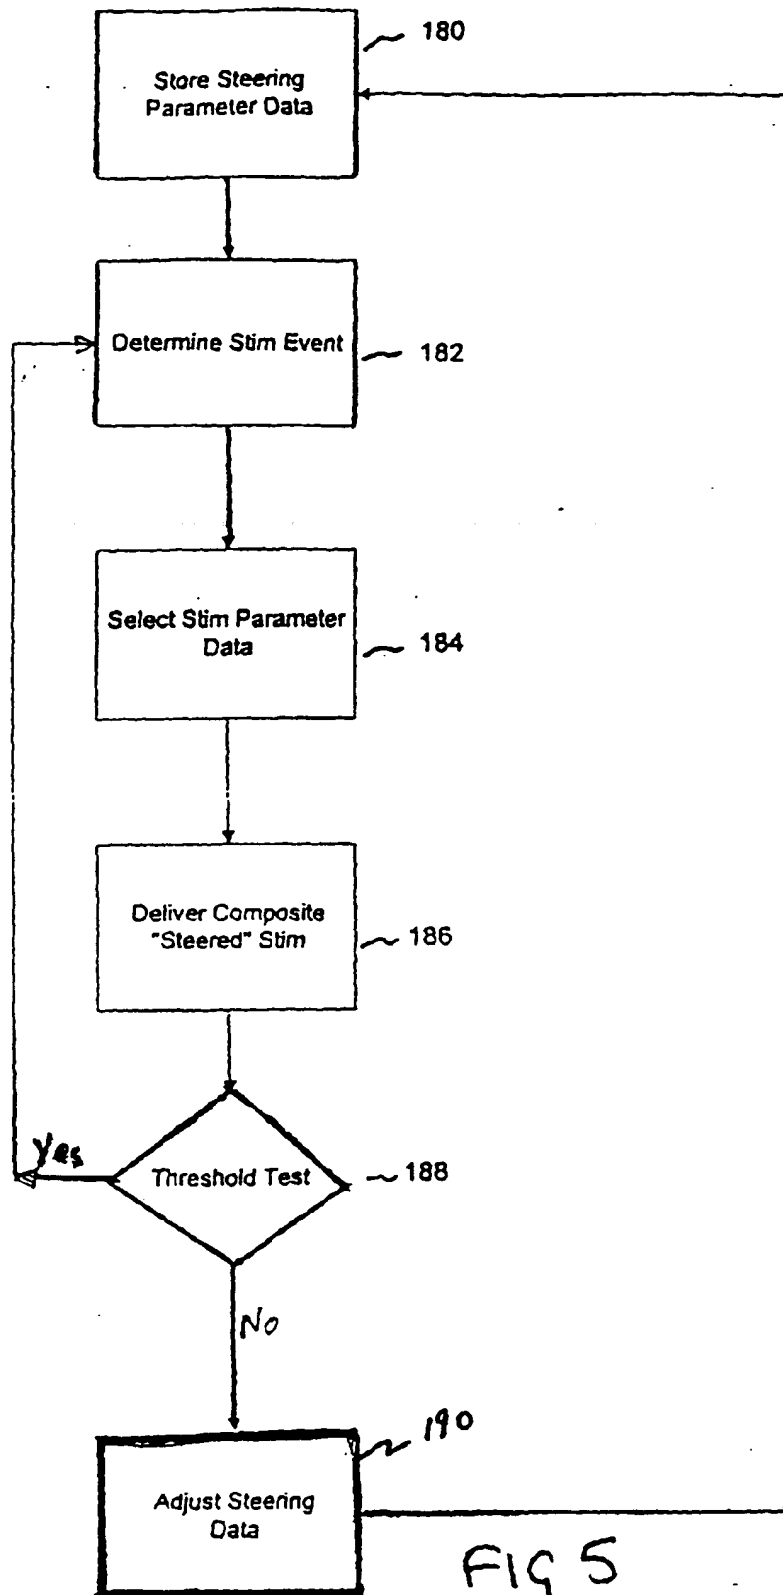 180
Store Steering
Parameter Data
Determine Stim Event
182
Select Stim Parameter
Data
184
Deliver Composite
"Steered" Stim
186
Yes
Threshold Test
188
No
190
Adjust Steering
Data
FIG 5